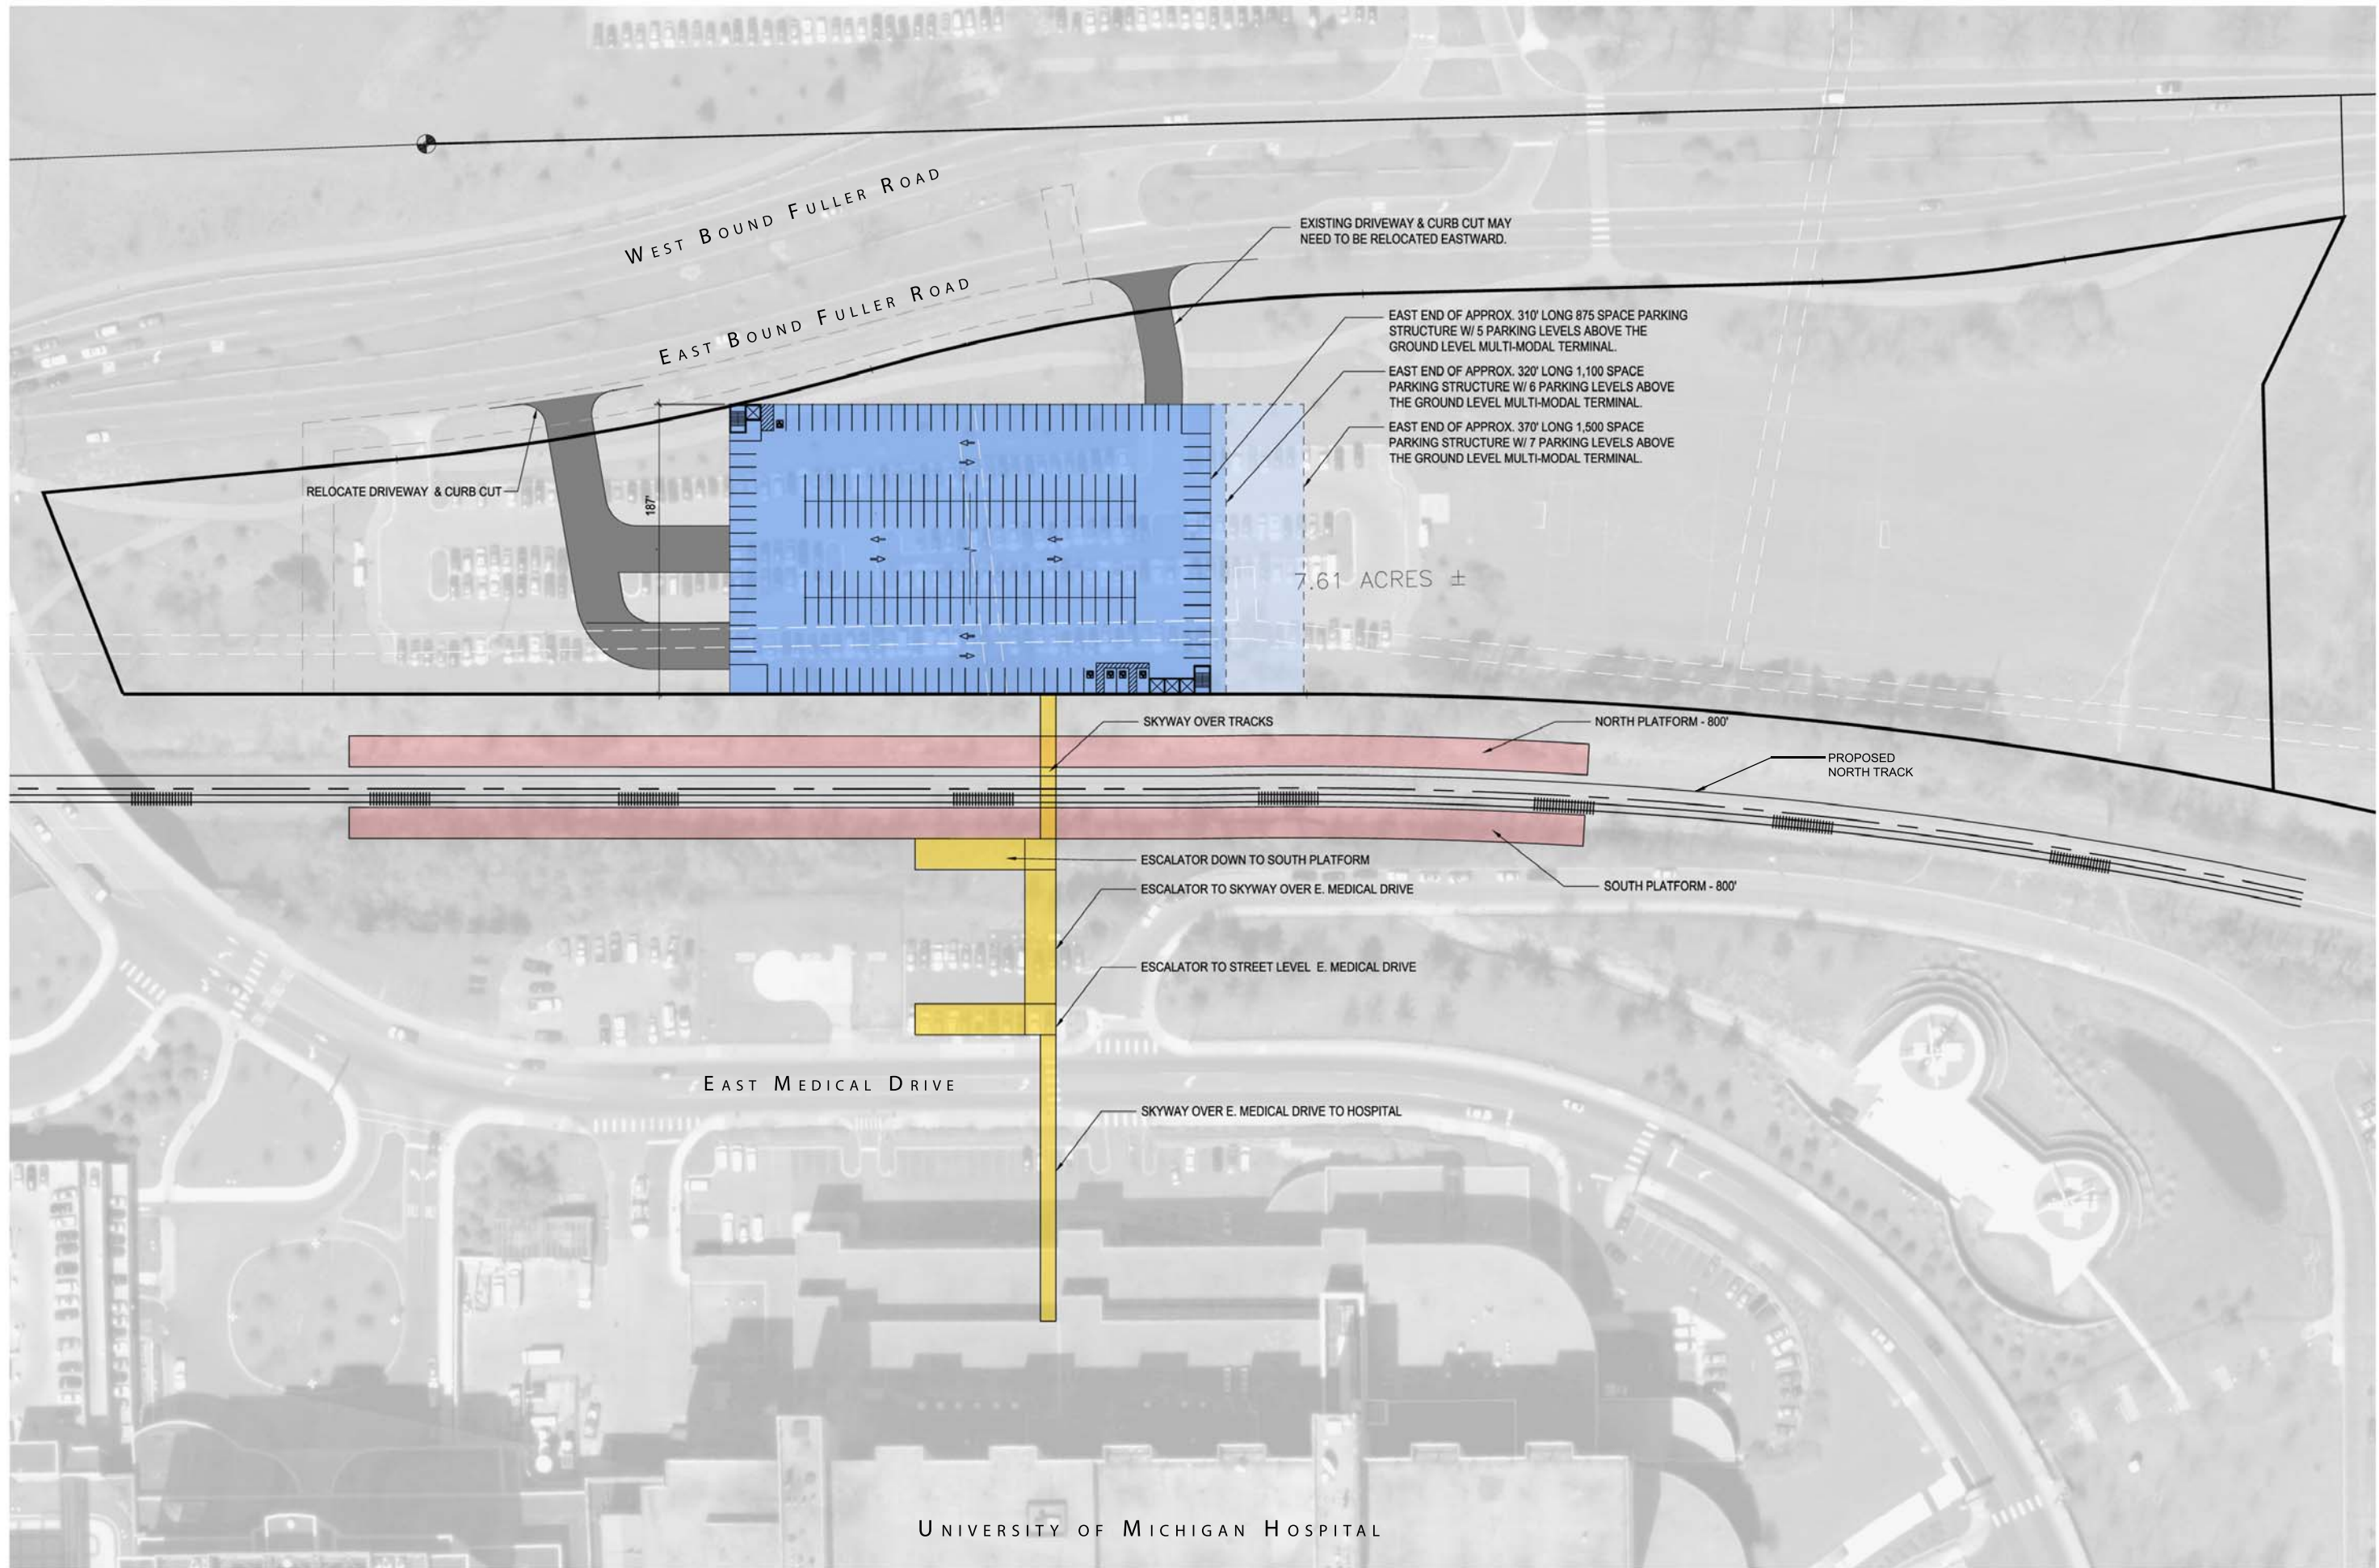 WEST BOUND FULLER ROAD
EAST BOUND FULLER ROAD
EXISTING DRIVEWAY & CURB CUT MAY
NEED TO BE RELOCATED EASTWARD.
EAST END OF APPROX. 310' LONG 875 SPACE PARKING
STRUCTURE W/ 5 PARKING LEVELS ABOVE THE
GROUND LEVEL MULTI-MODAL TERMINAL.
EAST END OF APPROX. 320' LONG 1,100 SPACE
PARKING STRUCTURE W/ 6 PARKING LEVELS ABOVE
THE GROUND LEVEL MULTI-MODAL TERMINAL.
EAST END OF APPROX. 370' LONG 1,500 SPACE
PARKING STRUCTURE W/ 7 PARKING LEVELS ABOVE
THE GROUND LEVEL MULTI-MODAL TERMINAL.
RELOCATE DRIVEWAY & CURB CUT
187'
7.61 ACRES ±
SKYWAY OVER TRACKS
NORTH PLATFORM - 800'
PROPOSED
NORTH TRACK
ESCALATOR DOWN TO SOUTH PLATFORM
ESCALATOR TO SKYWAY OVER E. MEDICAL DRIVE
SOUTH PLATFORM - 800'
ESCALATOR TO STREET LEVEL E. MEDICAL DRIVE
EAST MEDICAL DRIVE
SKYWAY OVER E. MEDICAL DRIVE TO HOSPITAL
UNIVERSITY OF MICHIGAN HOSPITAL